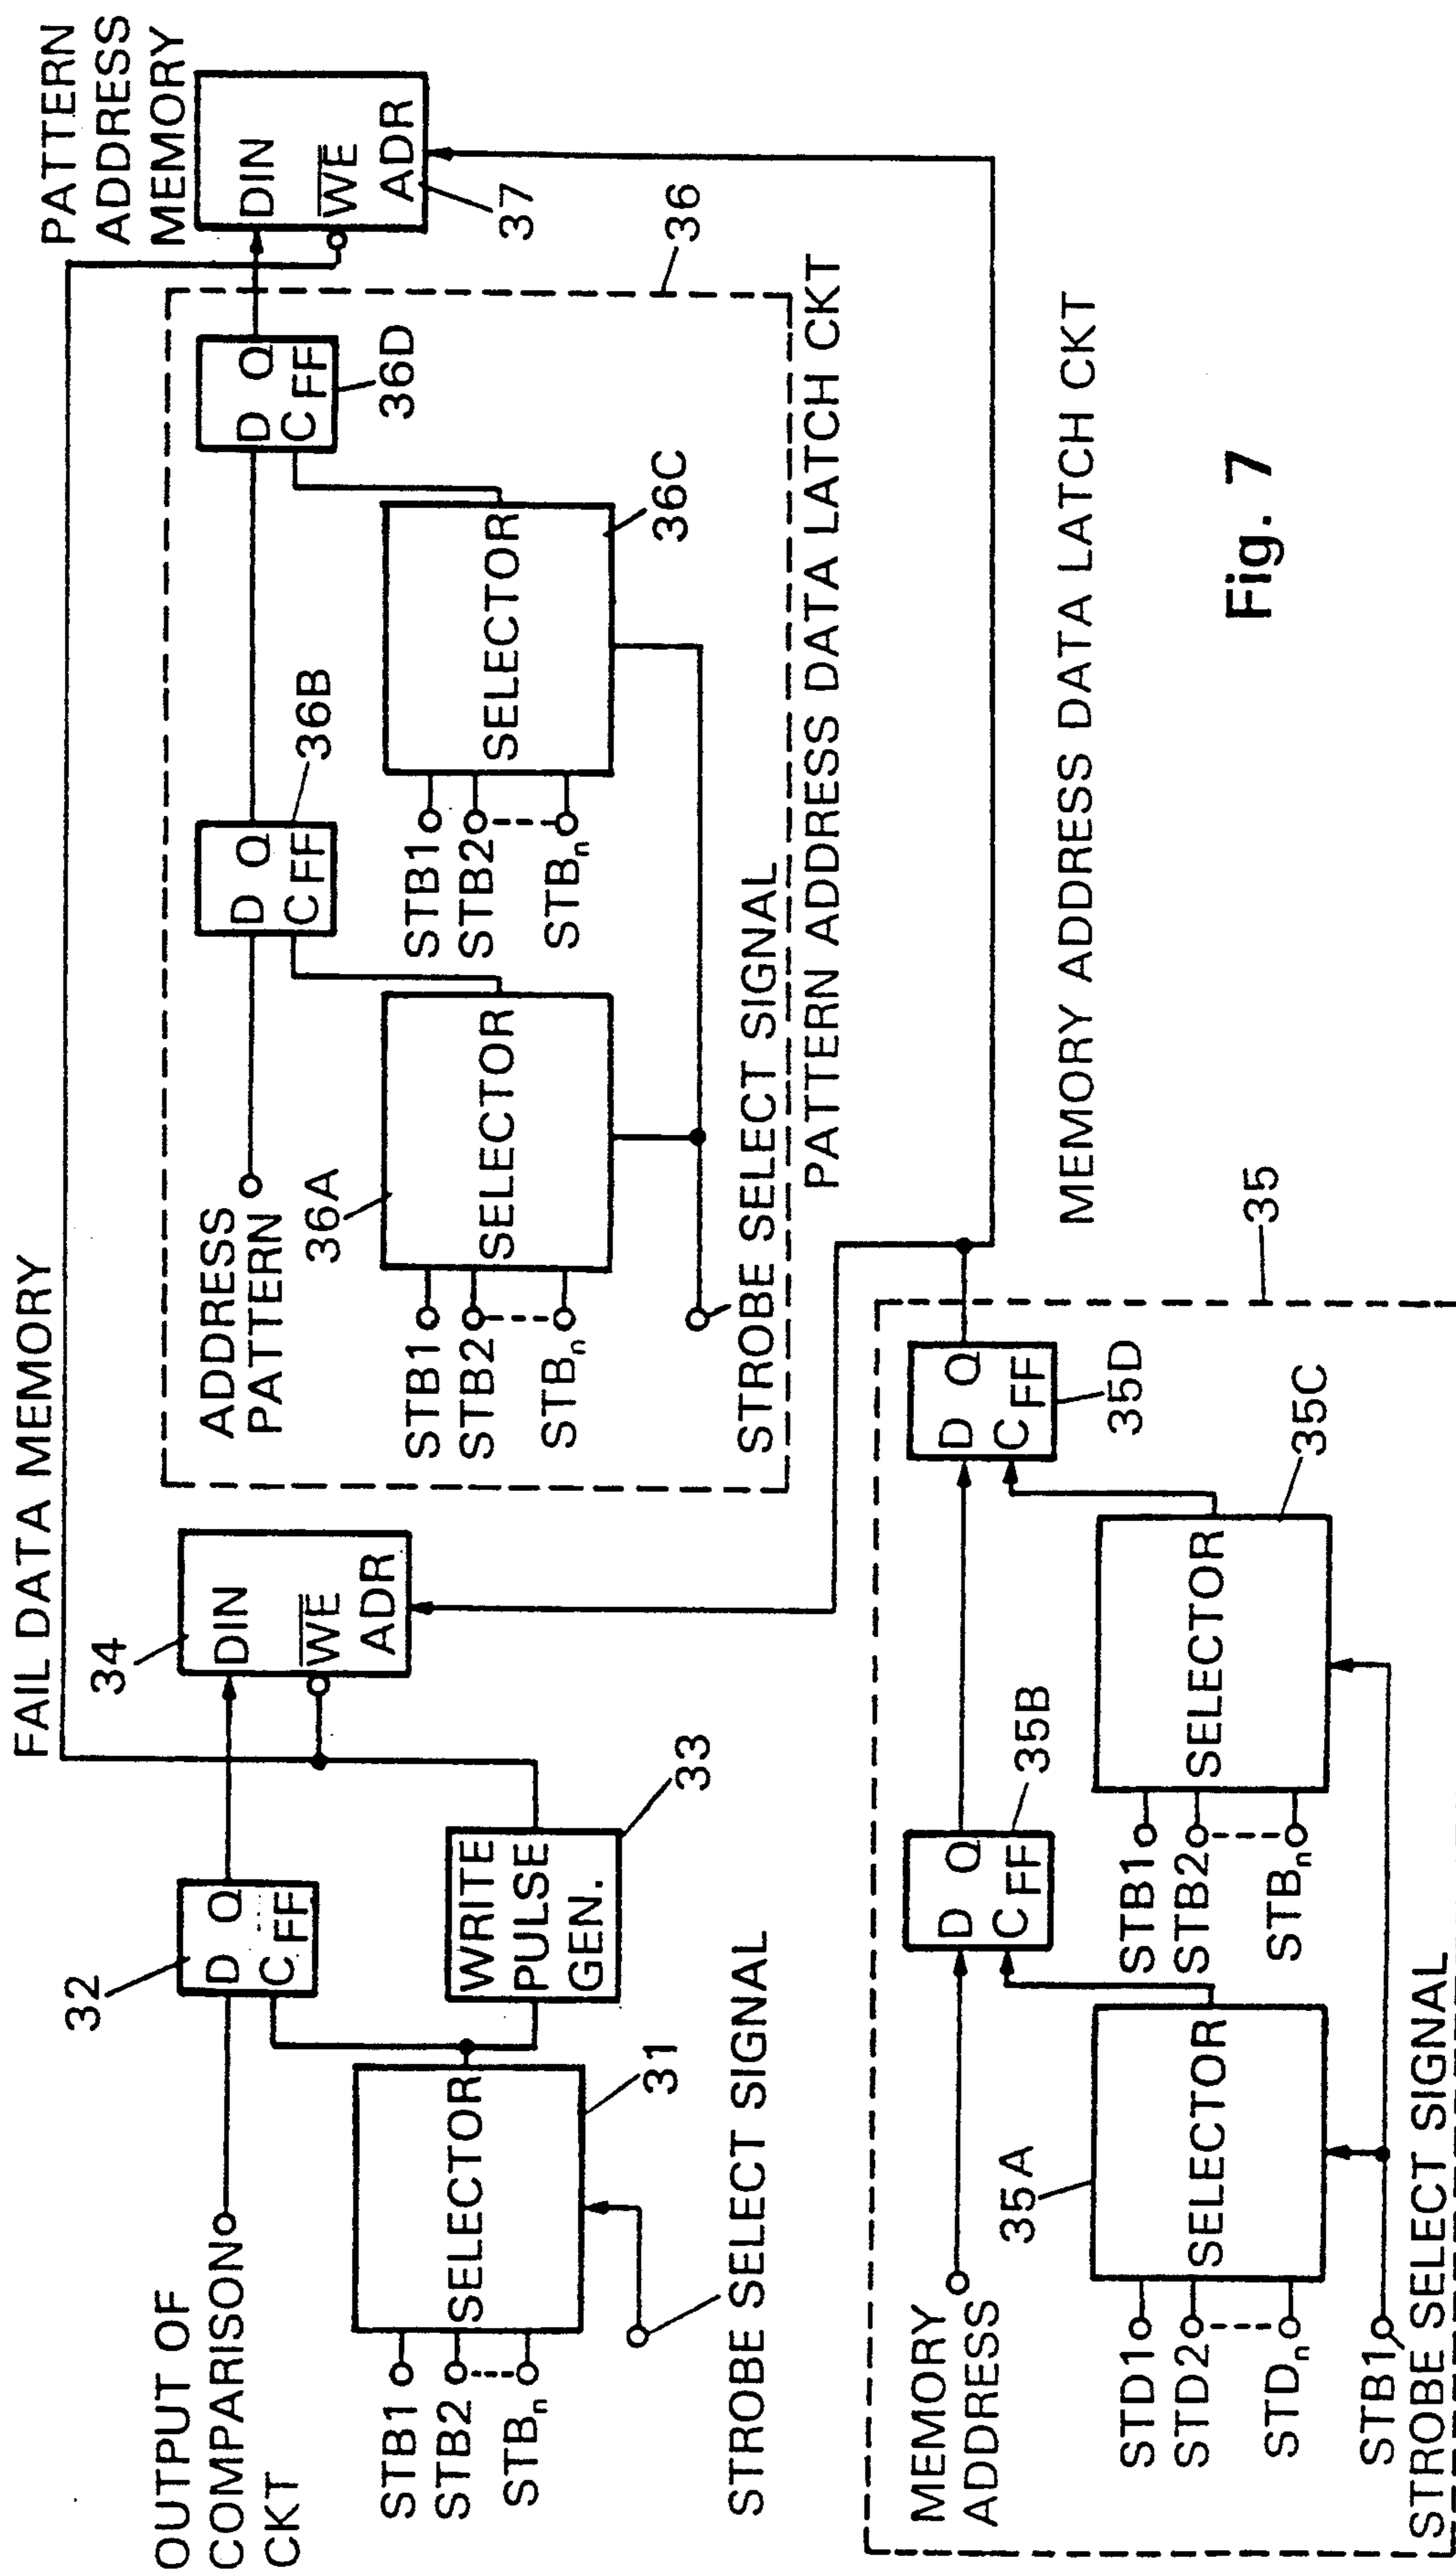 OUTPUT OF
COMPARISON
CKT
32
D Q
C FF
STB1
STB2
STBn
SELECTOR
31
STROBE SELECT SIGNAL
WRITE
PULSE
GEN.
33
FAIL DATA MEMORY
34
DIN
WE
ADR
ADDRESS
PATTERN
36A
STB1
STB2
STBn
SELECTOR
STROBE SELECT SIGNAL
D Q
C FF
36B
STB1
STB2
STBn
SELECTOR
36C
D Q
C FF
36D
36
PATTERN ADDRESS DATA LATCH CKT
PATTERN
ADDRESS
MEMORY
DIN
WE
ADR
37
MEMORY
ADDRESS
35A
STD1
STD2
STDn
SELECTOR
STB1
STROBE SELECT SIGNAL
D Q
C FF
35B
STB1
STB2
STBn
SELECTOR
35C
D Q
C FF
35D
35
MEMORY ADDRESS DATA LATCH CKT
Fig. 7